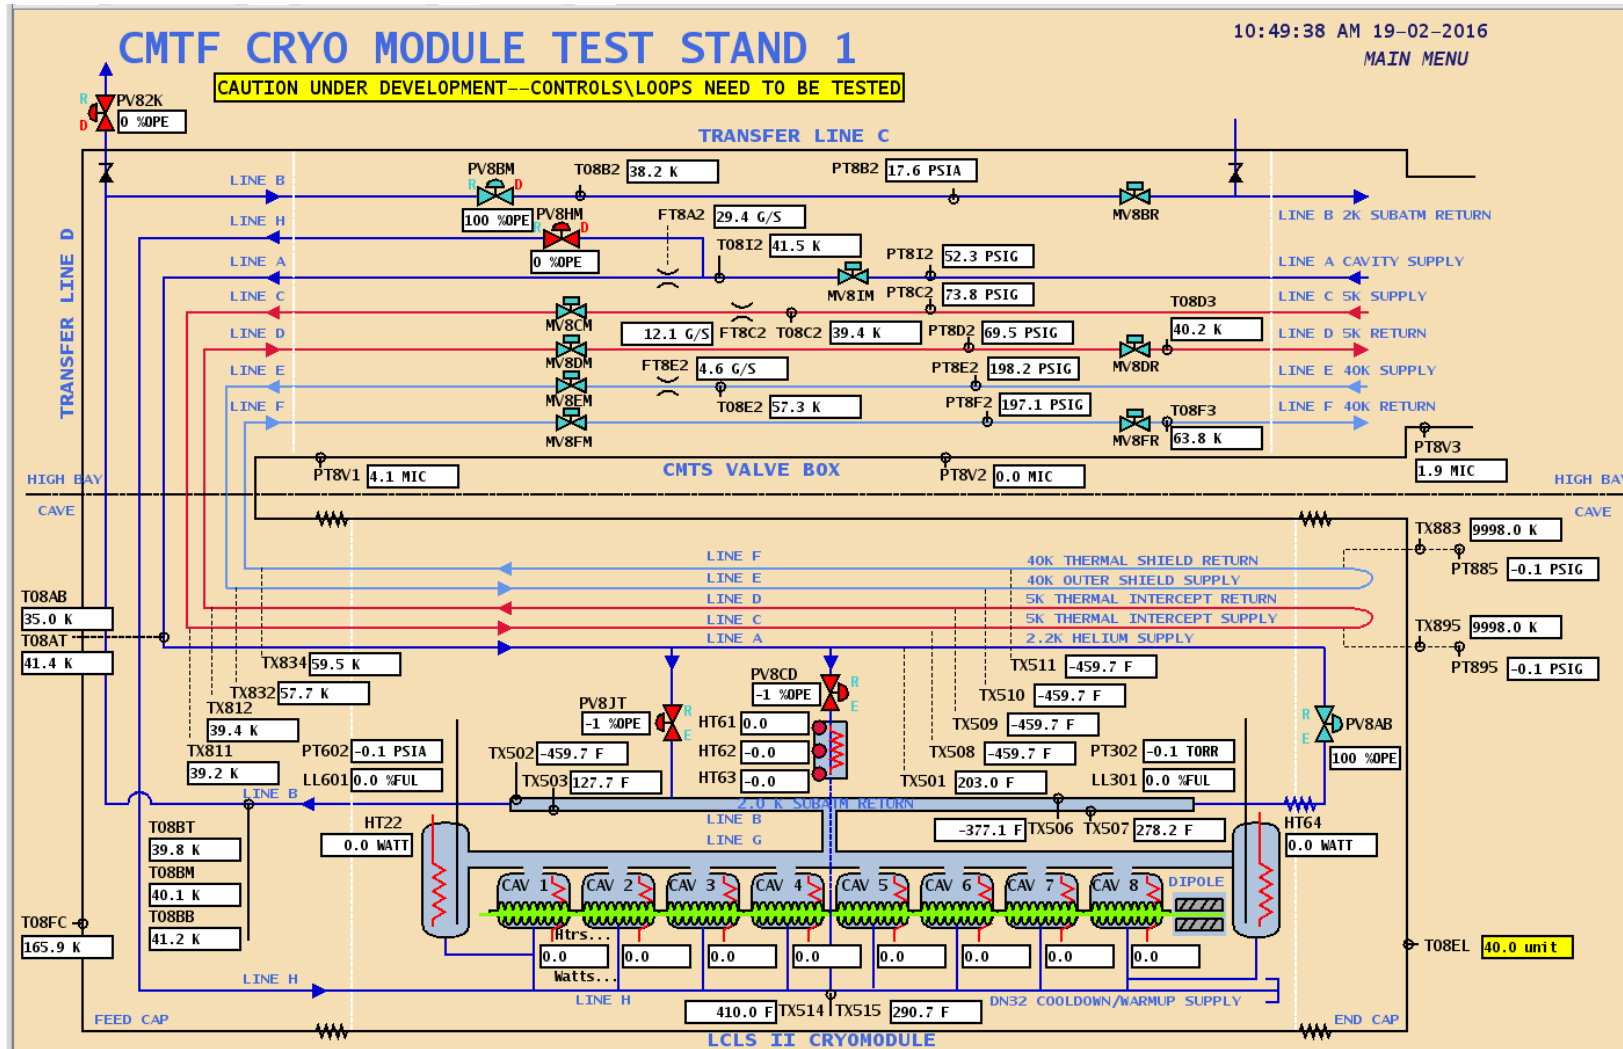 CMTF CRYO MODULE TEST STAND 1
10:49:38 AM 19-02-2016
MAIN MENU
CAUTION UNDER DEVELOPMENT--CONTROLS\LOOPS NEED TO BE TESTED
R
D
PV82K
0 %OPE
TRANSFER LINE C
TRANSFER LINE D
LINE B
PV8BM
R
D
100 %OPE
T08B2
38.2 K
PT8B2
17.6 PSIA
MV8BR
LINE B 2K SUBATM RETURN
LINE H
PV8HM
R
D
0 %OPE
FT8A2
29.4 G/S
T08I2
41.5 K
LINE A
MV8IM
PT8I2
52.3 PSIG
LINE A CAVITY SUPPLY
LINE C
MV8CM
12.1 G/S
FT8C2
T08C2
39.4 K
PT8C2
73.8 PSIG
LINE C 5K SUPPLY
LINE D
MV8DM
PT8D2
69.5 PSIG
MV8DR
T08D3
40.2 K
LINE D 5K RETURN
LINE E
MV8EM
FT8E2
4.6 G/S
T08E2
57.3 K
PT8E2
198.2 PSIG
LINE E 40K SUPPLY
LINE F
MV8FM
PT8F2
197.1 PSIG
MV8FR
T08F3
63.8 K
LINE F 40K RETURN
PT8V1
4.1 MIC
CMTS VALVE BOX
PT8V2
0.0 MIC
PT8V3
1.9 MIC
HIGH BAY
HIGH BAY
CAVE
CAVE
TX883
9998.0 K
PT885
-0.1 PSIG
LINE F
40K THERMAL SHIELD RETURN
LINE E
40K OUTER SHIELD SUPPLY
LINE D
5K THERMAL INTERCEPT RETURN
LINE C
5K THERMAL INTERCEPT SUPPLY
LINE A
2.2K HELIUM SUPPLY
TX895
9998.0 K
PT895
-0.1 PSIG
T08AB
35.0 K
T08AT
41.4 K
TX834
59.5 K
TX832
57.7 K
TX812
39.4 K
TX811
39.2 K
PV8JT
-1 %OPE
R
E
PV8CD
-1 %OPE
R
E
HT61
0.0
HT62
-0.0
HT63
-0.0
TX511
-459.7 F
TX510
-459.7 F
TX509
-459.7 F
TX508
-459.7 F
TX501
203.0 F
R
E
PV8AB
100 %OPE
PT602
-0.1 PSIA
LL601
0.0 %FUL
TX502
-459.7 F
TX503
127.7 F
PT302
-0.1 TORR
LL301
0.0 %FUL
LINE B
2.0 K SUBATM RETURN
LINE B
LINE G
-377.1 F
TX506
TX507
278.2 F
HT22
0.0 WATT
HT64
0.0 WATT
T08BT
39.8 K
T08BM
40.1 K
T08BB
41.2 K
T08FC
165.9 K
CAV 1
CAV 2
CAV 3
CAV 4
CAV 5
CAV 6
CAV 7
CAV 8
DIPOLE
Htrs...
0.0
0.0
0.0
0.0
0.0
0.0
0.0
0.0
Watts...
T08EL
40.0 unit
LINE H
LINE H
410.0 F
TX514
TX515
290.7 F
DN32 COOLDOWN/WARMUP SUPPLY
FEED CAP
END CAP
LCLS II CRYOMODULE